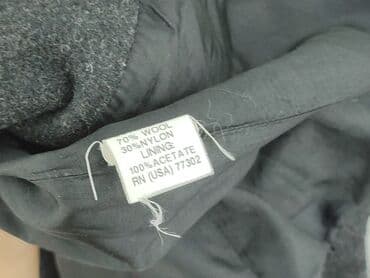 70% WOOL
30%NYLON
LINING:
100%ACETATE
RN (USA) 77302